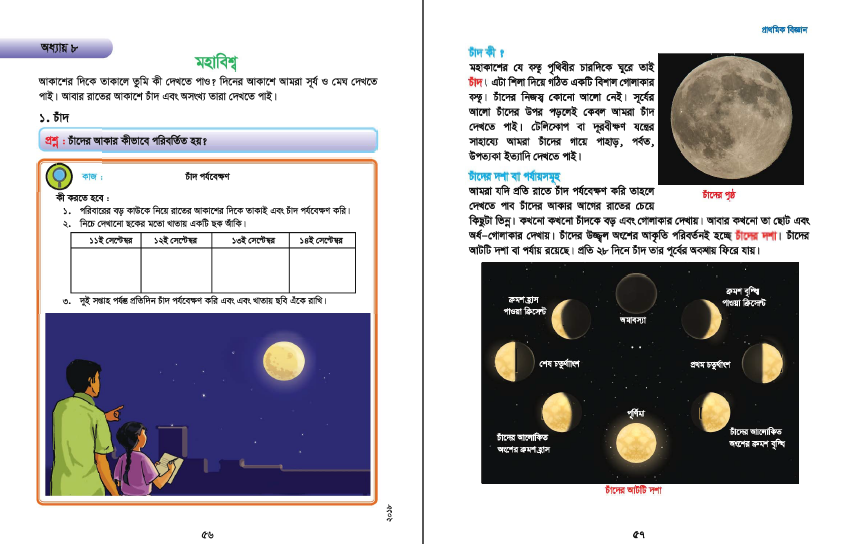 অধ্যায় ৮
মহাবিশ্ব
আকাশের দিকে তাকালে তুমি কী দেখতে পাও? দিনের আকাশে আমরা সূর্য ও মেঘ দেখতে
পাই। আবার রাতের আকাশে চাঁদ এবং অসংখ্য তারা দেখতে পাই।
১. চাঁদ
প্রশ্ন : চাঁদের আকার কীভাবে পরিবর্তিত হয়?
কাজ : চাঁদ পর্যবেক্ষণ
কী করতে হবে :
১. পরিবারের বড় কাউকে নিয়ে রাতের আকাশের দিকে তাকাই এবং চাঁদ পর্যবেক্ষণ করি।
২. নিচে দেখানো ছকের মতো খাতায় একটি ছক আঁকি।
১১ই সেপ্টেম্বর ১২ই সেপ্টেম্বর ১৩ই সেপ্টেম্বর ১৪ই সেপ্টেম্বর
৩. দুই সপ্তাহ পর্যন্ত প্রতিদিন চাঁদ পর্যবেক্ষণ করি এবং এবং খাতায় ছবি এঁকে রাখি।
২০১৮
৫৬
প্রাথমিক বিজ্ঞান
চাঁদ কী ?
মহাকাশের যে বস্তু পৃথিবীর চারদিকে ঘুরে তাই
চাঁদ। এটা শিলা দিয়ে গঠিত একটি বিশাল গোলাকার
বস্তু। চাঁদের নিজস্ব কোনো আলো নেই। সূর্যের
আলো চাঁদের উপর পড়লেই কেবল আমরা চাঁদ
দেখতে পাই। টেলিস্কোপ বা দূরবীক্ষণ যন্ত্রের
সাহায্যে আমরা চাঁদের গায়ে পাহাড়, পর্বত,
উপত্যকা ইত্যাদি দেখতে পাই।
চাঁদের পৃষ্ঠ
চাঁদের দশা বা পর্যায়সমূহ
আমরা যদি প্রতি রাতে চাঁদ পর্যবেক্ষণ করি তাহলে
দেখতে পাব চাঁদের আকার আগের রাতের চেয়ে
কিছুটা ভিন্ন। কখনো কখনো চাঁদকে বড় এবং গোলাকার দেখায়। আবার কখনো তা ছোট এবং
অর্ধ-গোলাকার দেখায়। চাঁদের উজ্জ্বল অংশের আকৃতি পরিবর্তনই হচ্ছে চাঁদের দশা। চাঁদের
আটটি দশা বা পর্যায় রয়েছে। প্রতি ২৮ দিনে চাঁদ তার পূর্বের অবস্থায় ফিরে যায়।
ক্রমশ হ্রাস
পাওয়া ক্রিসেন্ট
অমাবস্যা
ক্রমশ বৃদ্ধি
পাওয়া ক্রিসেন্ট
শেষ চতুর্থাংশ
প্রথম চতুর্থাংশ
চাঁদের আলোকিত
অংশের ক্রমশ হ্রাস
পূর্ণিমা
চাঁদের আলোকিত
অংশের ক্রমশ বৃদ্ধি
চাঁদের আটটি দশা
৫৭